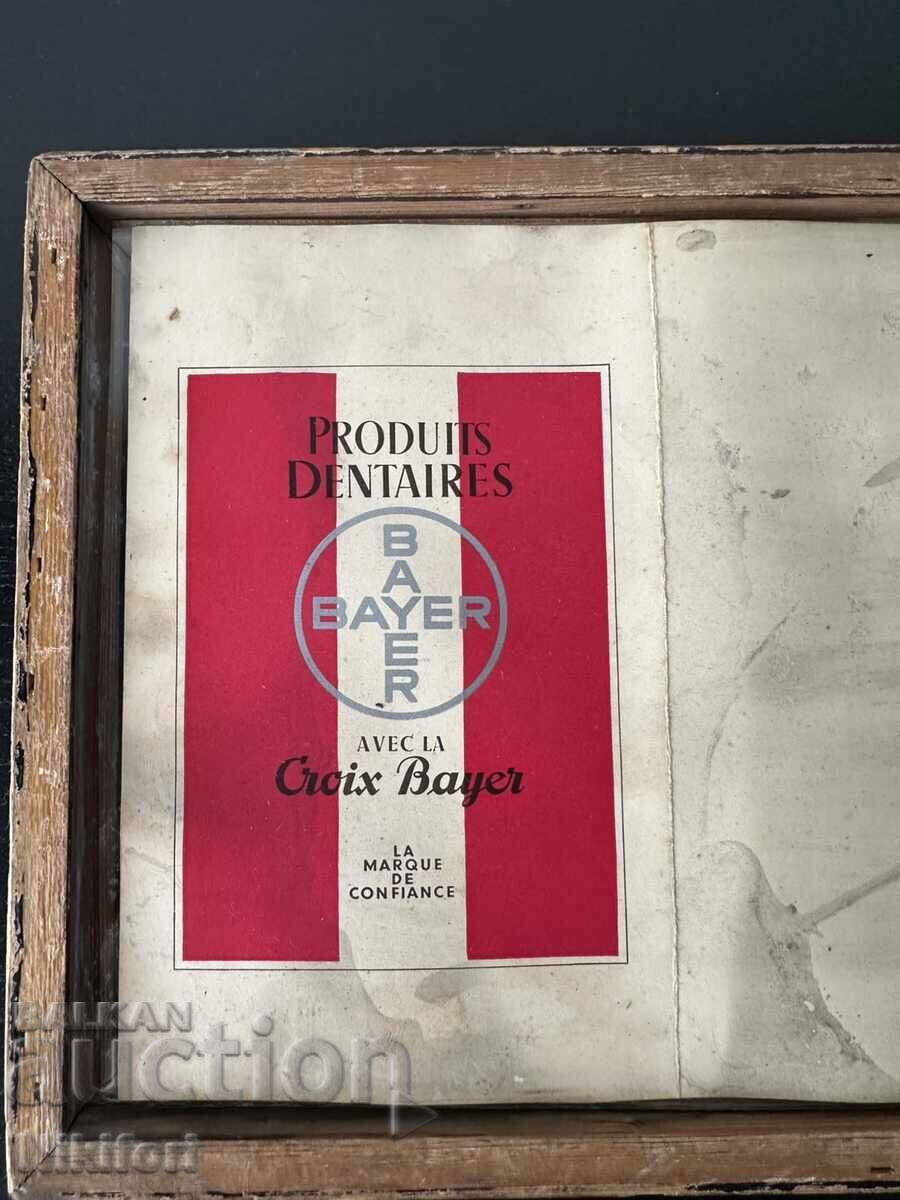 PRODUITS
DENTAIRES
BAYER
BAYER
AVEC LA
Croix Bayer
LA
MARQUE
DE
CONFIANCE
BALKAN
auction
Nikifori